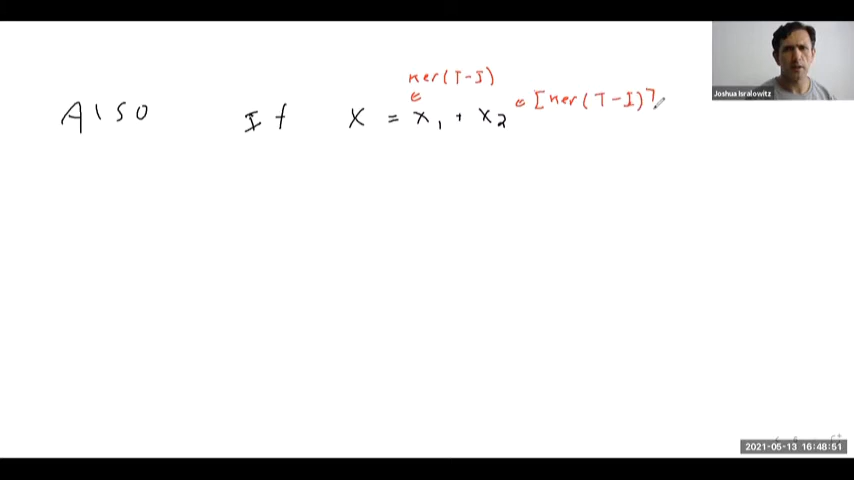 ker(T-I)
∈
Also If x = x₁ + x₂ ∈ [ker(T-I)]
Joshua Isralowitz
2021-05-13 16:48:51